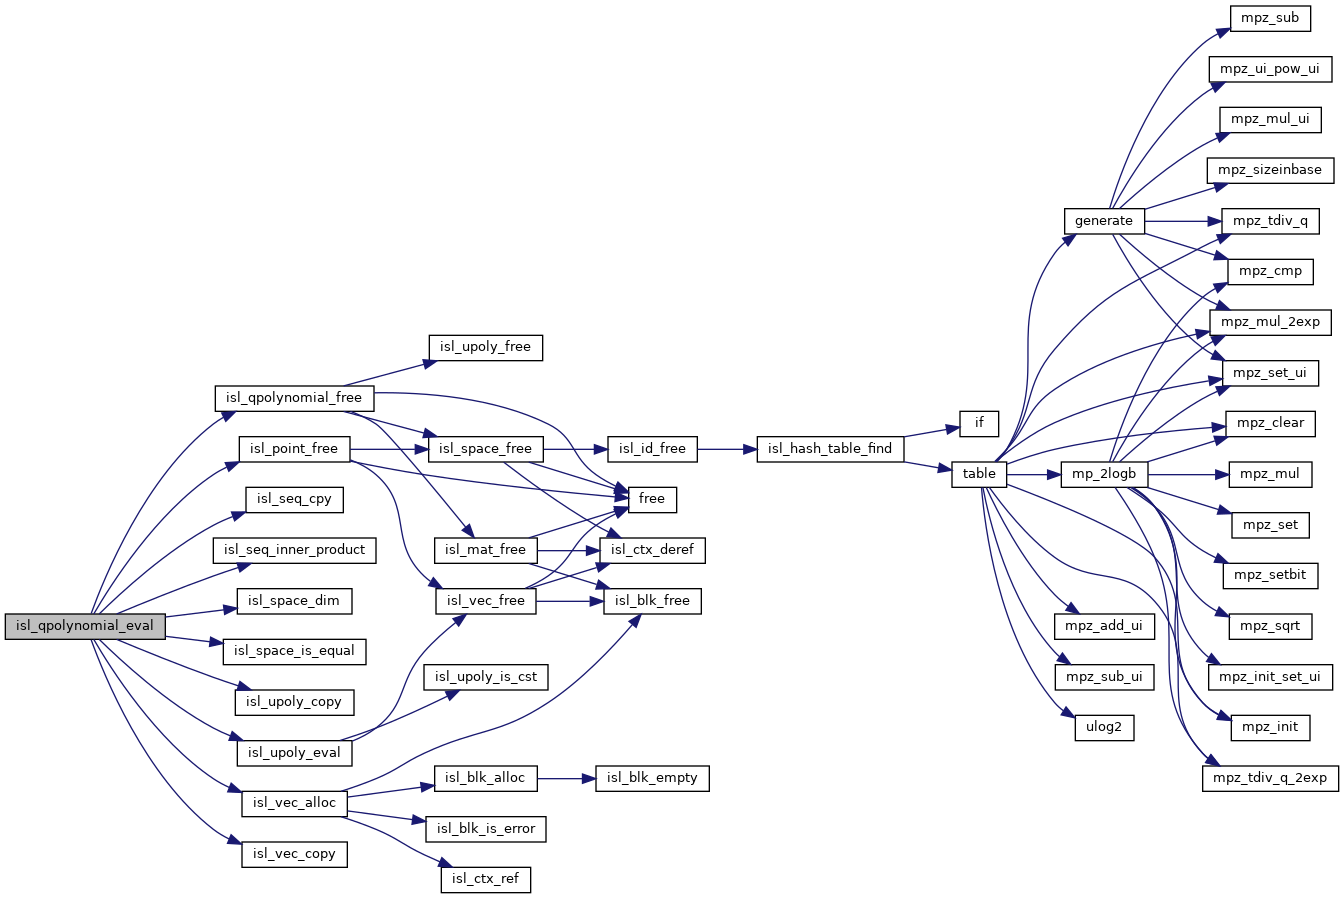 mpz_sub
mpz_ui_pow_ui
mpz_mul_ui
mpz_sizeinbase
generate
mpz_tdiv_q
mpz_cmp
mpz_mul_2exp
isl_upoly_free
mpz_set_ui
isl_qpolynomial_free
if
mpz_clear
isl_point_free
isl_space_free
isl_id_free
isl_hash_table_find
table
mp_2logb
mpz_mul
isl_seq_cpy
free
mpz_set
isl_seq_inner_product
isl_mat_free
isl_ctx_deref
mpz_setbit
isl_space_dim
isl_vec_free
isl_blk_free
isl_qpolynomial_eval
mpz_add_ui
mpz_sqrt
isl_space_is_equal
isl_upoly_is_cst
mpz_sub_ui
mpz_init_set_ui
isl_upoly_copy
ulog2
mpz_init
isl_upoly_eval
isl_blk_alloc
isl_blk_empty
mpz_tdiv_q_2exp
isl_vec_alloc
isl_blk_is_error
isl_vec_copy
isl_ctx_ref